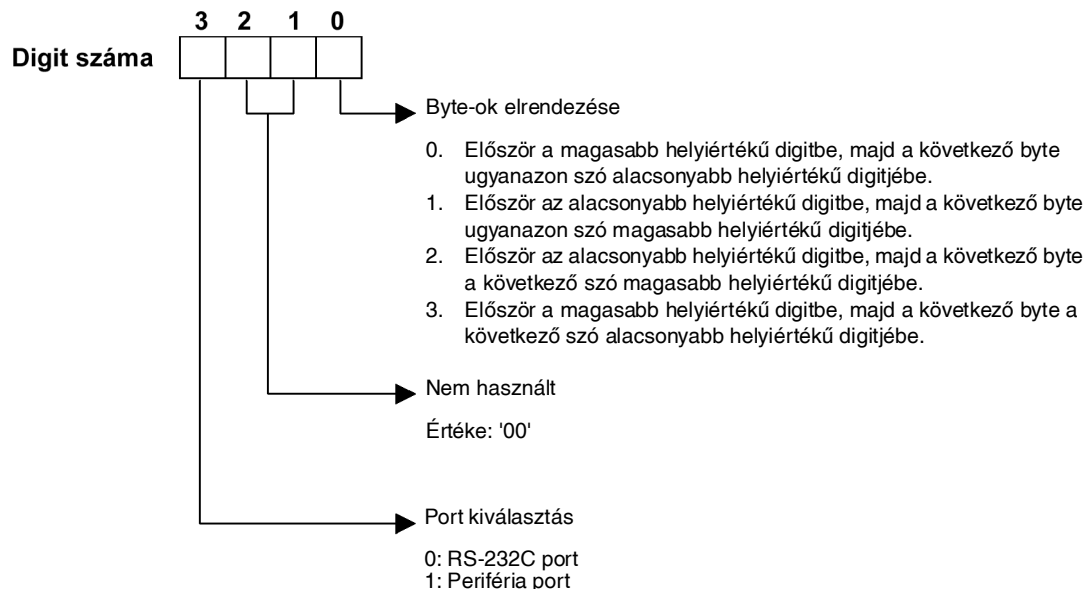 3 2 1 0
Digit száma
Byte-ok elrendezése
0. Először a magasabb helyiértékű digitbe, majd a következő byte
ugyanazon szó alacsonyabb helyiértékű digitjébe.
1. Először az alacsonyabb helyiértékű digitbe, majd a következő byte
ugyanazon szó magasabb helyiértékű digitjébe.
2. Először az alacsonyabb helyiértékű digitbe, majd a következő byte
a következő szó magasabb helyiértékű digitjébe.
3. Először a magasabb helyiértékű digitbe, majd a következő byte a
következő szó alacsonyabb helyiértékű digitjébe.
Nem használt
Értéke: '00'
Port kiválasztás
0: RS-232C port
1: Periféria port